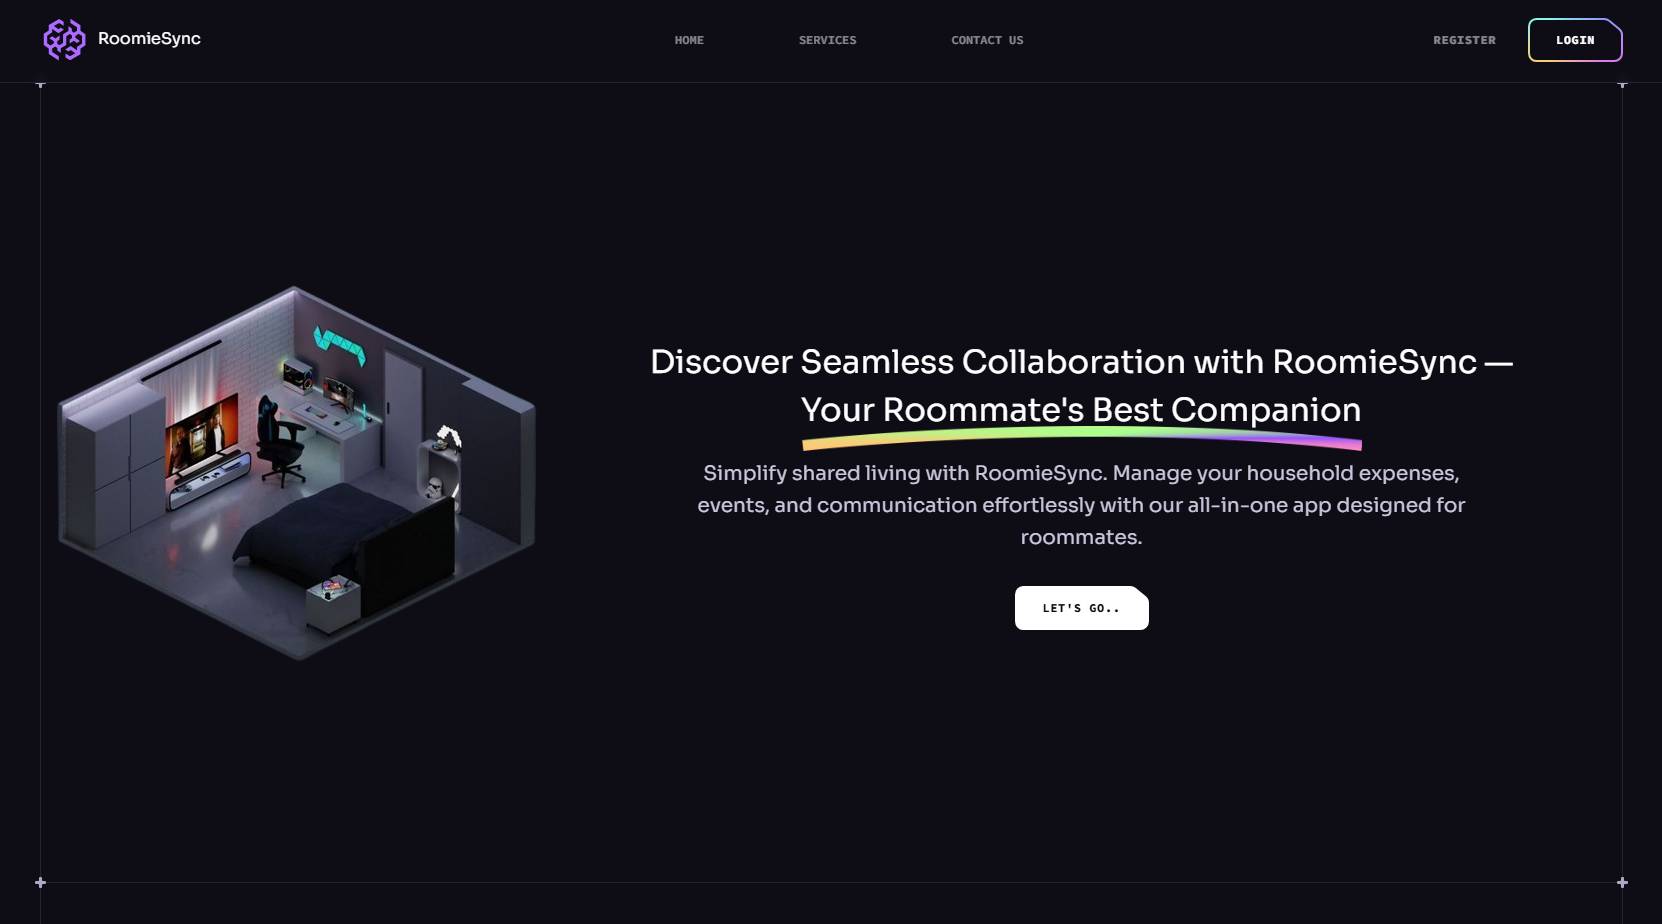 RoomieSync
HOME
SERVICES
CONTACT US
REGISTER
LOGIN
Discover Seamless Collaboration with RoomieSync —
Your Roommate's Best Companion
Simplify shared living with RoomieSync. Manage your household expenses,
events, and communication effortlessly with our all-in-one app designed for
roommates.
LET'S GO..